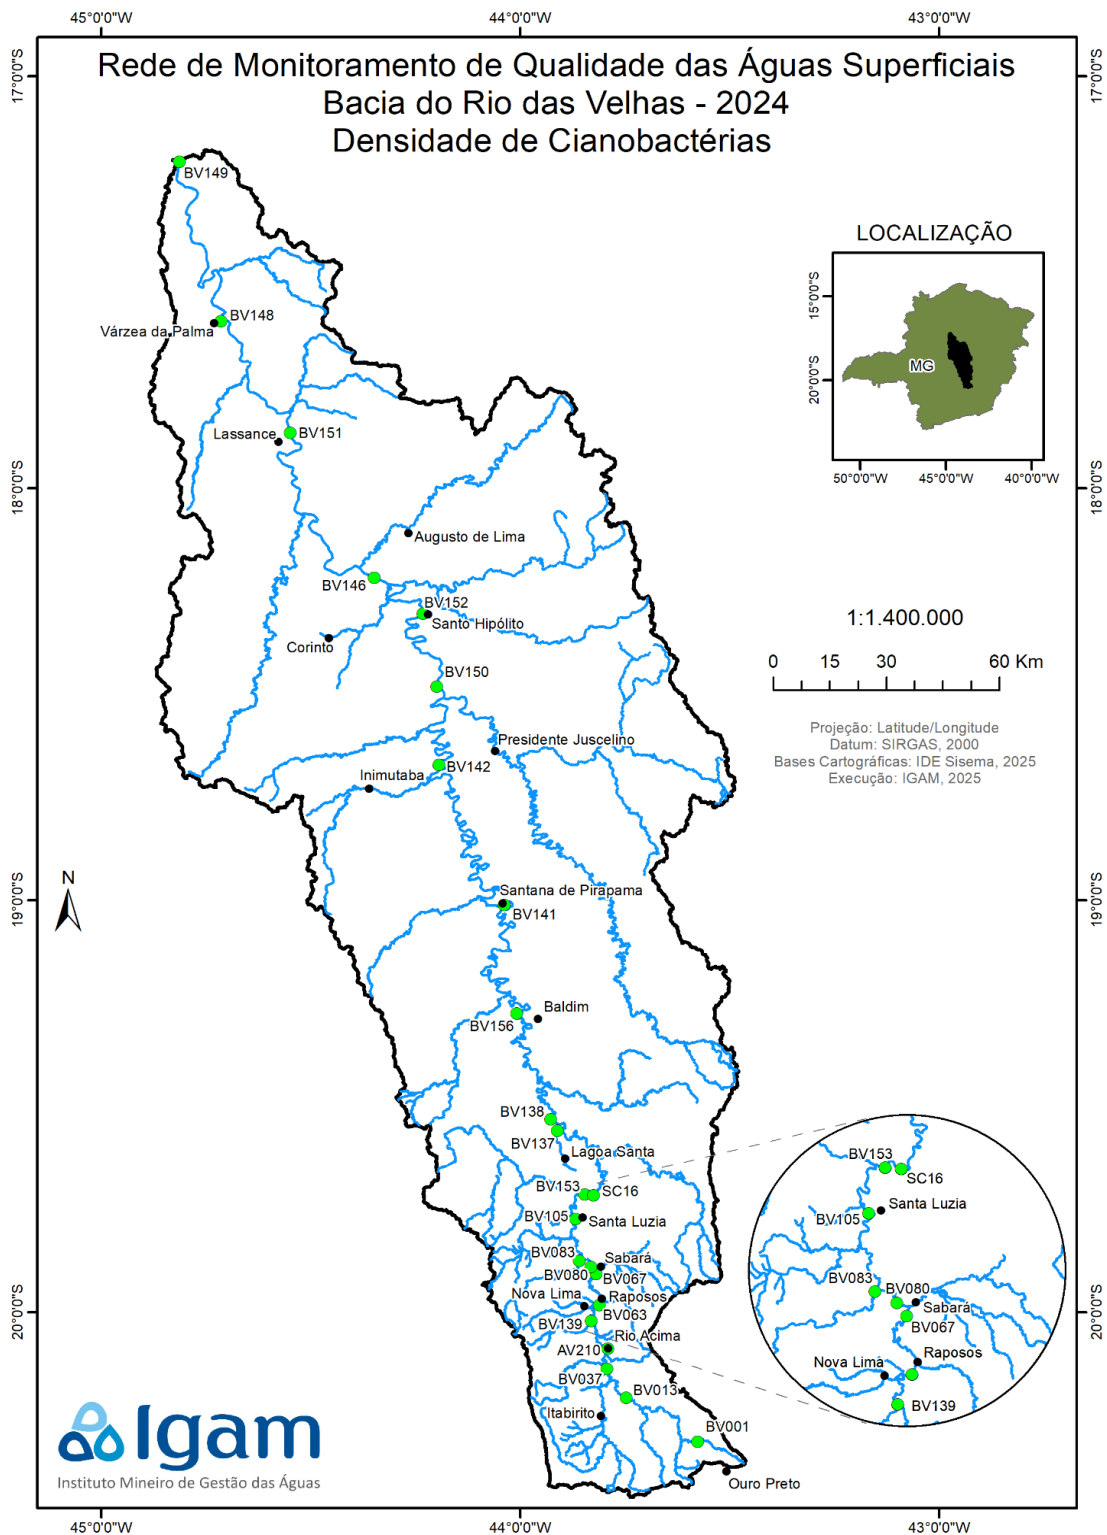 45°0'0"W
44°0'0"W
43°0'0"W
17°0'0"S
17°0'0"S
Rede de Monitoramento de Qualidade das Águas Superficiais
Bacia do Rio das Velhas - 2024
Densidade de Cianobactérias
BV149
LOCALIZAÇÃO
15°0'0"S
20°0'0"S
MG
50°0'0"W
45°0'0"W
40°0'0"W
BV148
Várzea da Palma
Lassance
BV151
18°0'0"S
18°0'0"S
Augusto de Lima
BV146
BV152
Santo Hipólito
Corinto
1:1.400.000
0 15 30 60 Km
BV150
Projeção: Latitude/Longitude
Datum: SIRGAS, 2000
Bases Cartográficas: IDE Sisema, 2025
Execução: IGAM, 2025
Presidente Juscelino
BV142
Inimutaba
N
19°0'0"S
19°0'0"S
Santana de Pirapama
BV141
Baldim
BV156
BV138
BV137
Lagoa Santa
BV153
SC16
BV105
Santa Luzia
BV083
Sabará
BV080
BV067
Nova Lima
Raposos
BV063
BV139
Rio Acima
AV210
BV037
BV013
Itabirito
BV001
Ouro Preto
BV153
SC16
Santa Luzia
BV105
BV083
BV080
Sabará
BV067
Raposos
Nova Lima
BV139
20°0'0"S
20°0'0"S
Igam
Instituto Mineiro de Gestão das Águas
45°0'0"W
44°0'0"W
43°0'0"W